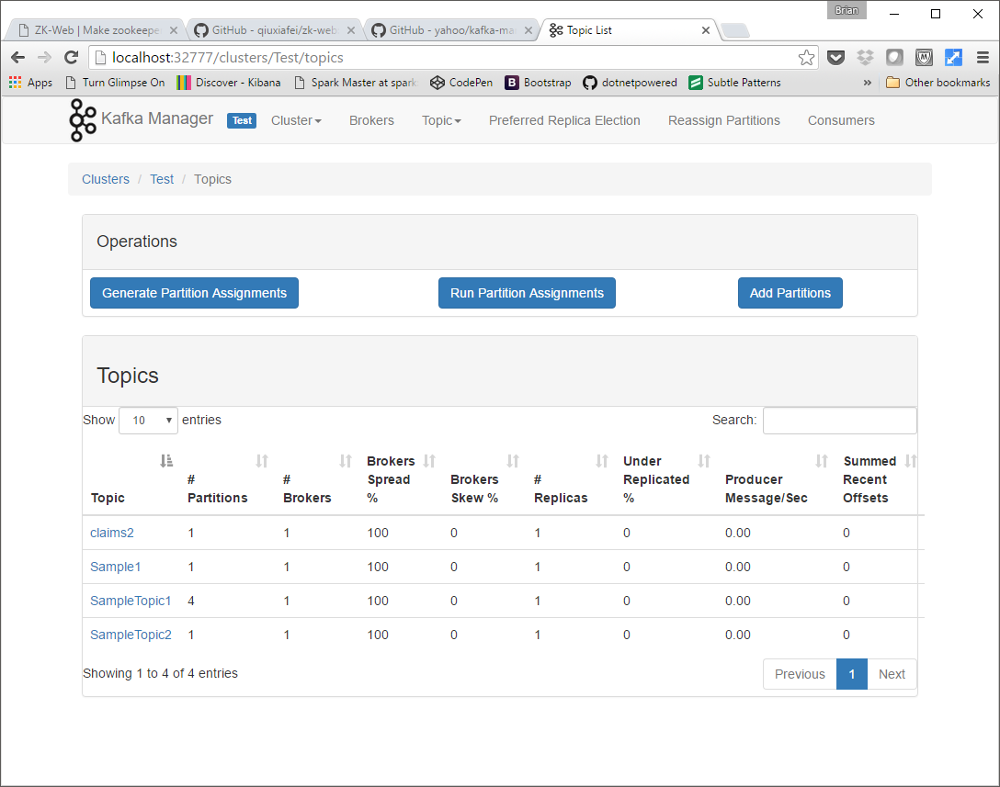 Brian
ZK-Web | Make zookeepe
GitHub - qiuxiafei/zk-web
GitHub - yahoo/kafka-ma
Topic List
localhost:32777/clusters/Test/topics
Apps Turn Glimpse On Discover - Kibana Spark Master at spark CodePen B Bootstrap dotnetpowered Subtle Patterns » Other bookmarks
Kafka Manager Test Cluster Brokers Topic Preferred Replica Election Reassign Partitions Consumers
Clusters / Test / Topics
Operations
Generate Partition Assignments Run Partition Assignments Add Partitions
Topics
Show 10 entries Search:
Topic
# Partitions
# Brokers
Brokers Spread %
Brokers Skew %
# Replicas
Under Replicated %
Producer Message/Sec
Summed Recent Offsets
claims2 1 1 100 0 1 0 0.00 0
Sample1 1 1 100 0 1 0 0.00 0
SampleTopic1 4 1 100 0 1 0 0.00 0
SampleTopic2 1 1 100 0 1 0 0.00 0
Showing 1 to 4 of 4 entries Previous 1 Next